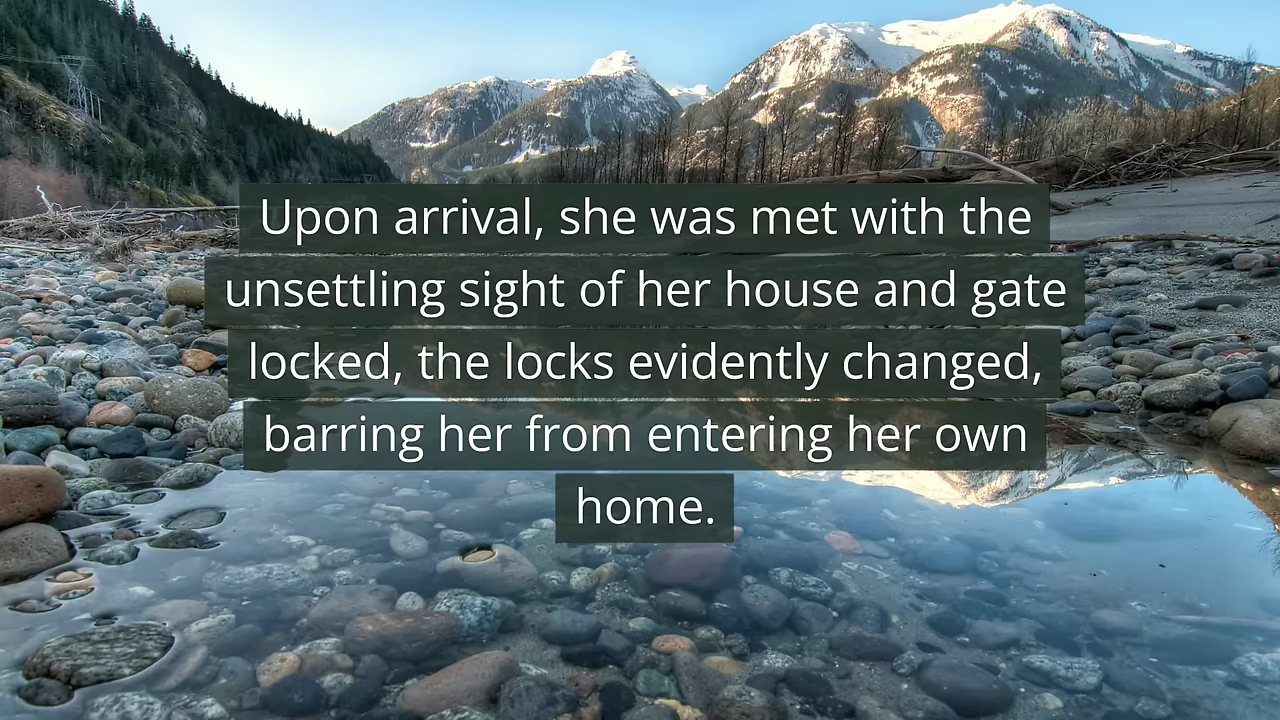 Upon arrival, she was met with the
unsettling sight of her house and gate
locked, the locks evidently changed,
barring her from entering her own
home.